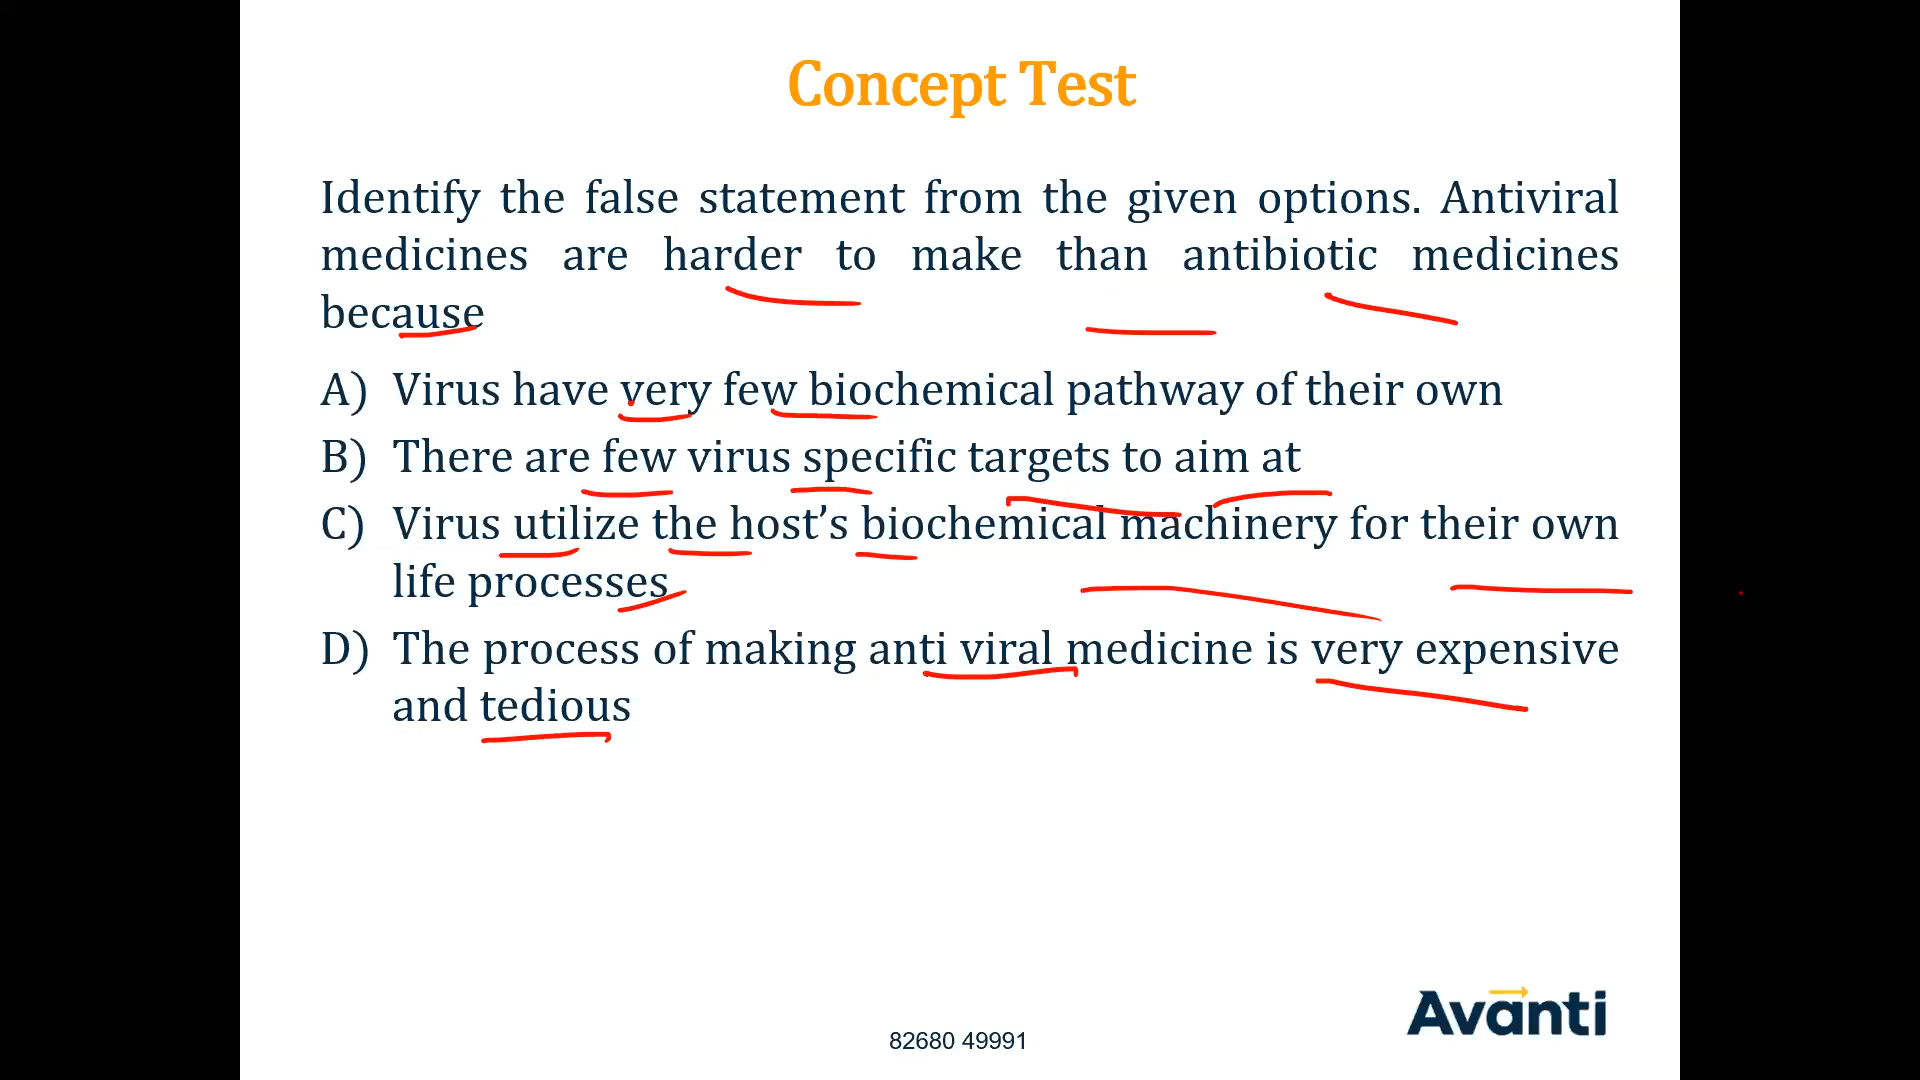 Concept Test
Identify the false statement from the given options. Antiviral
medicines are harder to make than antibiotic medicines
because
A) Virus have very few biochemical pathway of their own
B) There are few virus specific targets to aim at
C) Virus utilize the host’s biochemical machinery for their own
life processes
D) The process of making anti viral medicine is very expensive
and tedious
Avanti
82680 49991